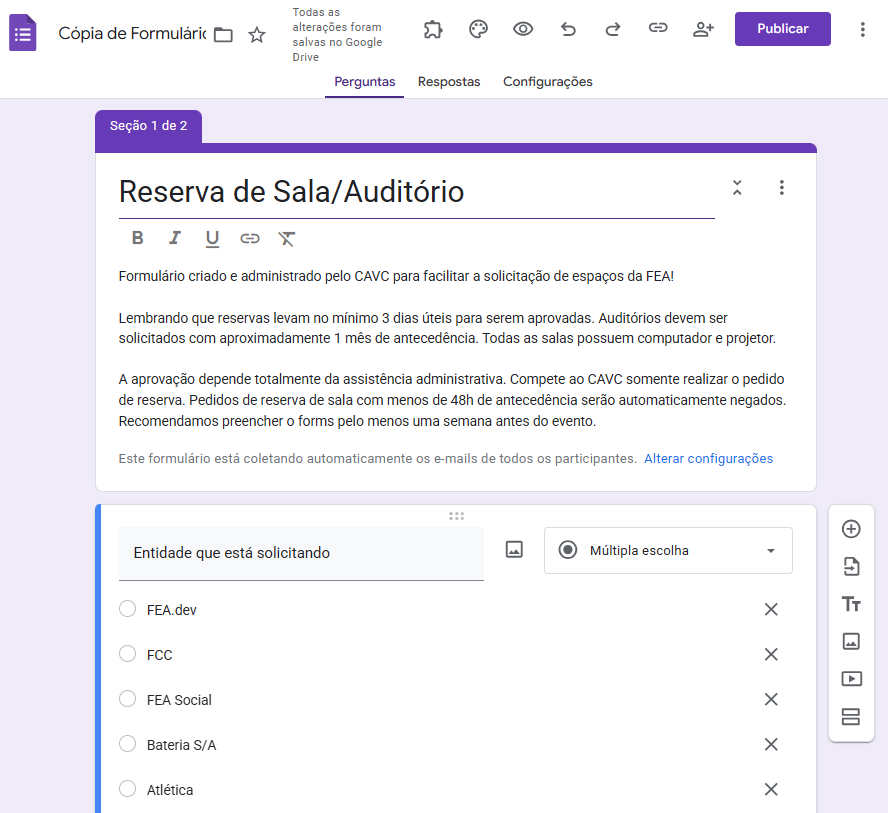 Cópia de Formulário
Todas as
alterações foram
salvas no Google
Drive
Publicar
Perguntas
Respostas
Configurações
Seção 1 de 2
Reserva de Sala/Auditório
B I U
Formulário criado e administrado pelo CAVC para facilitar a solicitação de espaços da FEA!
Lembrando que reservas levam no mínimo 3 dias úteis para serem aprovadas. Auditórios devem ser
solicitados com aproximadamente 1 mês de antecedência. Todas as salas possuem computador e projetor.
A aprovação depende totalmente da assistência administrativa. Compete ao CAVC somente realizar o pedido
de reserva. Pedidos de reserva de sala com menos de 48h de antecedência serão automaticamente negados.
Recomendamos preencher o forms pelo menos uma semana antes do evento.
Este formulário está coletando automaticamente os e-mails de todos os participantes. Alterar configurações
Entidade que está solicitando
Múltipla escolha
FEA.dev
FCC
FEA Social
Bateria S/A
Atlética